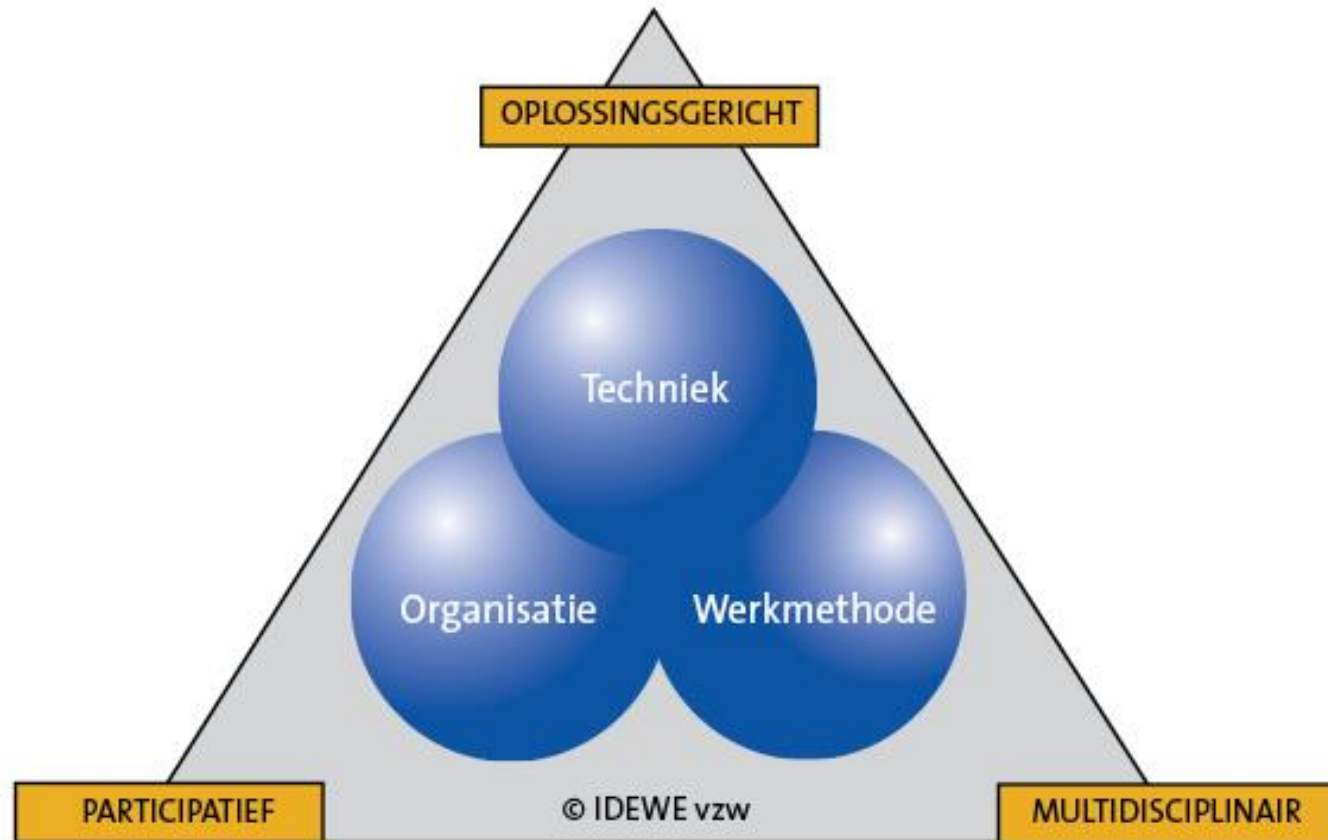 OPLOSSINGSGERICHT
Techniek
Organisatie
Werkmethode
PARTICIPATIEF
© IDEWE vzw
MULTIDISCIPLINAIR